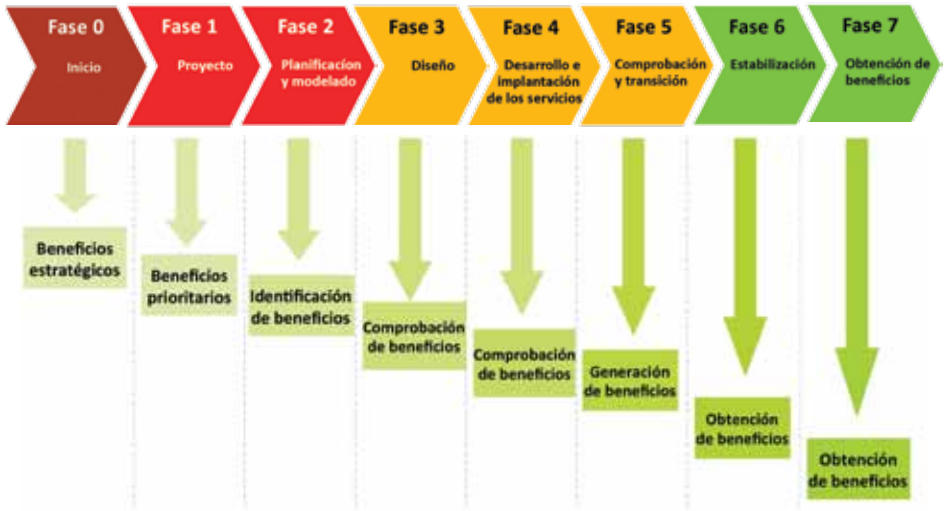 Fase 0
Inicio
Fase 1
Proyecto
Fase 2
Planificacíon
y modelado
Fase 3
Diseño
Fase 4
Desarrollo e
implantación
de los servicios
Fase 5
Comprobación
y transición
Fase 6
Estabilización
Fase 7
Obtención de
beneficios
Beneficios
estratégicos
Beneficios
prioritarios
Identificación
de beneficios
Comprobación
de beneficios
Comprobación
de beneficios
Generación
de beneficios
Obtención
de beneficios
Obtención
de beneficios